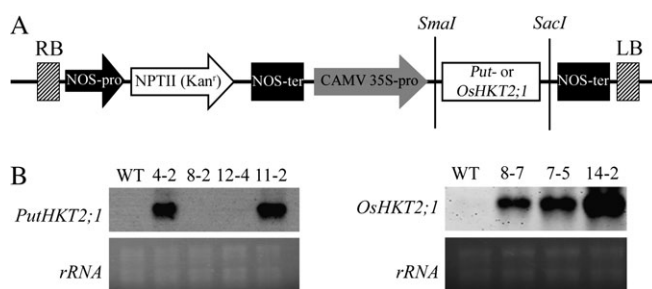 A
SmaI SacI
RB LB
NOS-pro NPTII (Kanʳ) NOS-ter CAMV 35S-pro Put- or OsHKT2;1 NOS-ter
B
WT 4-2 8-2 12-4 11-2
PutHKT2;1
rRNA
WT 8-7 7-5 14-2
OsHKT2;1
rRNA